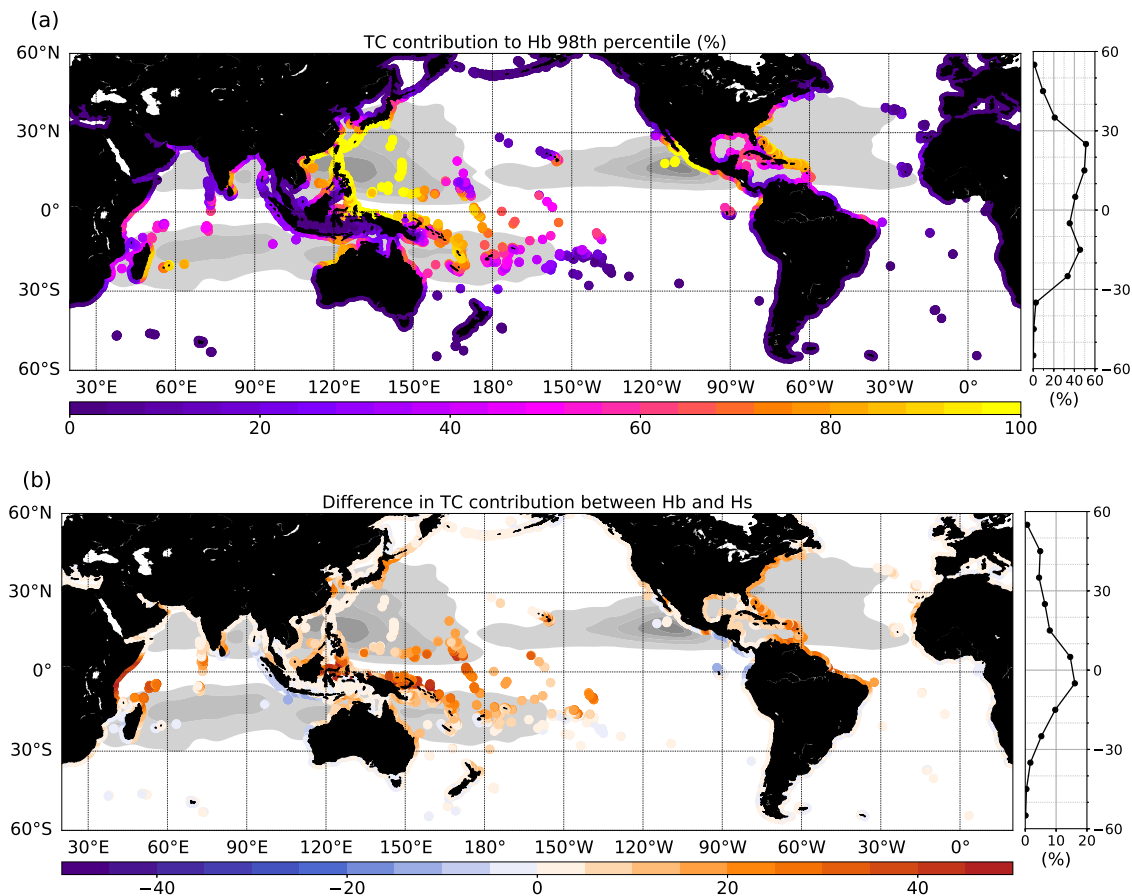 (a)
TC contribution to Hb 98th percentile (%)
60°N
30°N
0°
30°S
60°S
30°E 60°E 90°E 120°E 150°E 180° 150°W 120°W 90°W 60°W 30°W 0°
60
30
0
−30
−60
0 20 40 60
(%)
0 20 40 60 80 100
(b)
Difference in TC contribution between Hb and Hs
60°N
30°N
0°
30°S
60°S
30°E 60°E 90°E 120°E 150°E 180° 150°W 120°W 90°W 60°W 30°W 0°
60
30
0
−30
−60
0 5 10 15
(%)
−40 −20 0 20 40